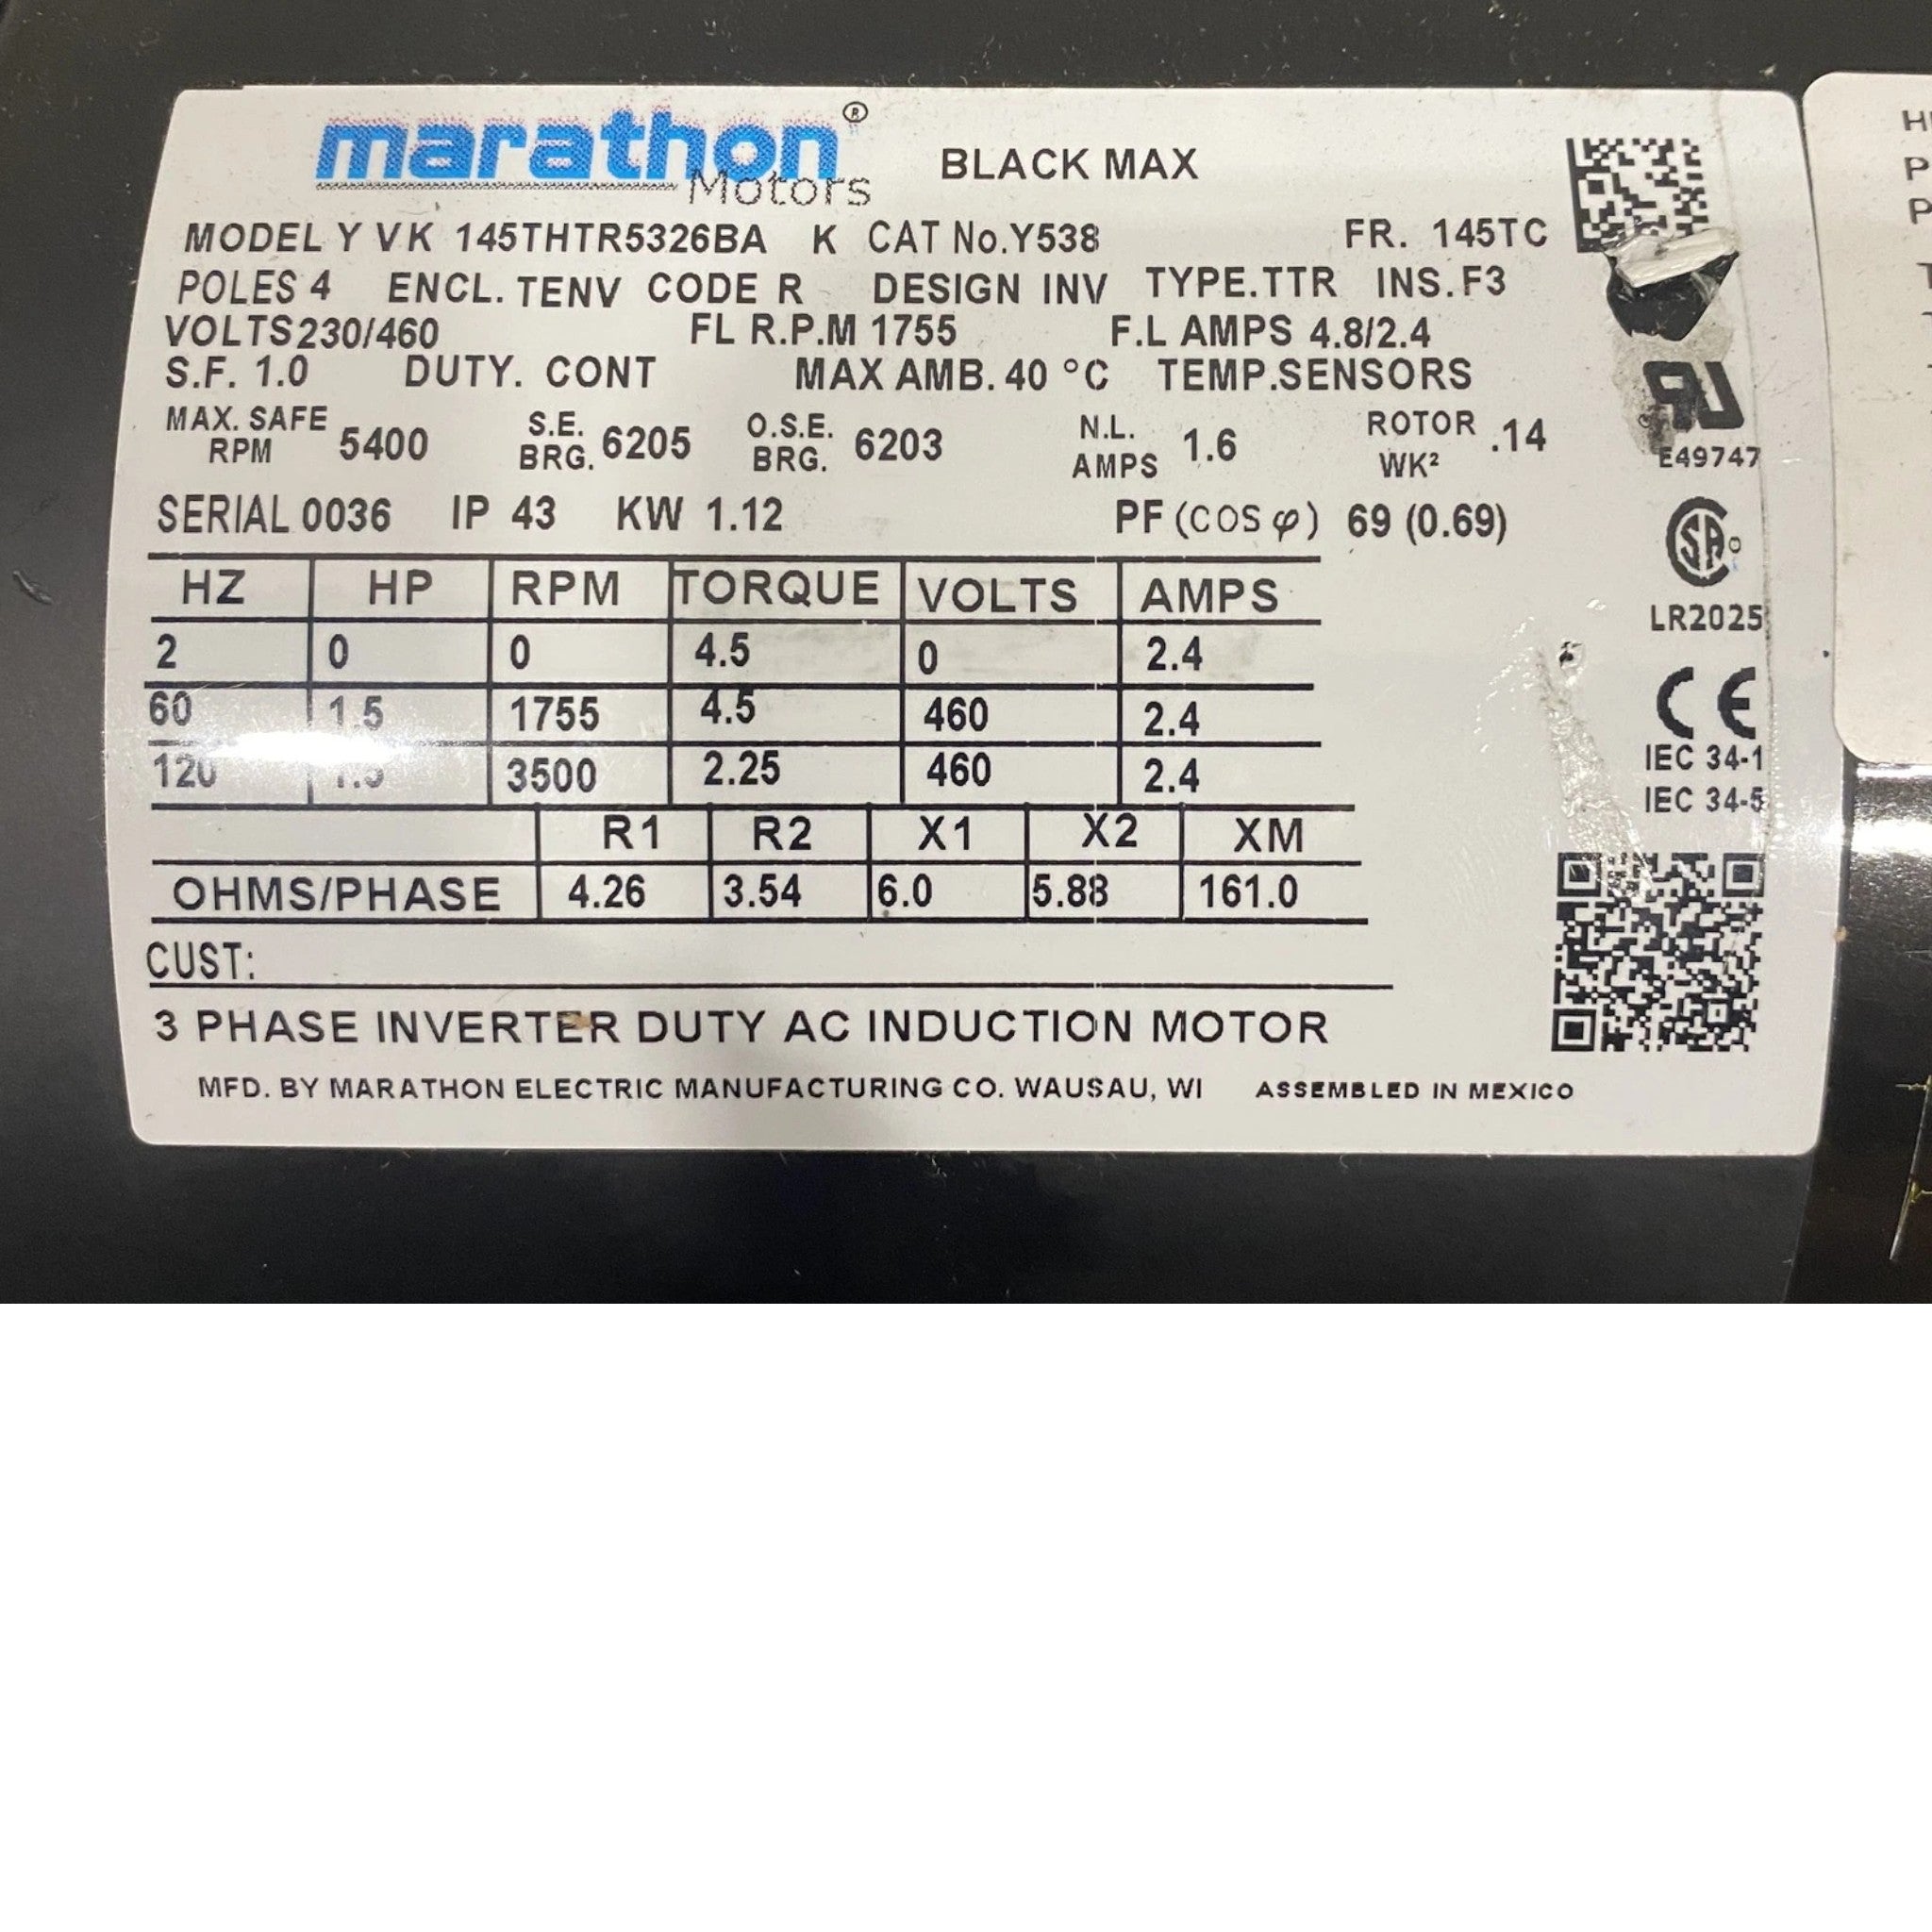 marathon®
Motors
BLACK MAX
MODEL Y VK 145THTR5326BA K CAT No.Y538 FR. 145TC
POLES 4 ENCL. TENV CODE R DESIGN INV TYPE.TTR INS.F3
VOLTS 230/460 FL R.P.M 1755 F.L AMPS 4.8/2.4
S.F. 1.0 DUTY. CONT MAX AMB. 40 °C TEMP.SENSORS
MAX. SAFE RPM 5400 S.E. BRG. 6205 O.S.E. BRG. 6203 N.L. AMPS 1.6 ROTOR WK² .14
SERIAL 0036 IP 43 KW 1.12 PF (COS φ) 69 (0.69)
HZ HP RPM TORQUE VOLTS AMPS
2 0 0 4.5 0 2.4
60 1.5 1755 4.5 460 2.4
120 1.5 3500 2.25 460 2.4
R1 R2 X1 X2 XM
OHMS/PHASE 4.26 3.54 6.0 5.88 161.0
CUST:
3 PHASE INVERTER DUTY AC INDUCTION MOTOR
MFD. BY MARATHON ELECTRIC MANUFACTURING CO. WAUSAU, WI ASSEMBLED IN MEXICO
E49747
LR2025
CE
IEC 34-1
IEC 34-5